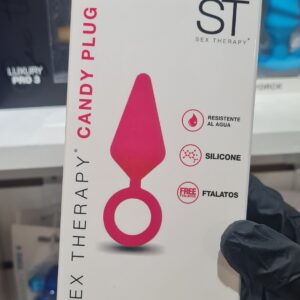 LUXURY
PRO 3
ST
SEX THERAPY®
SEX THERAPY® CANDY PLUG
RESISTENTE
AL AGUA
SILICONE
FREE
FTALATOS